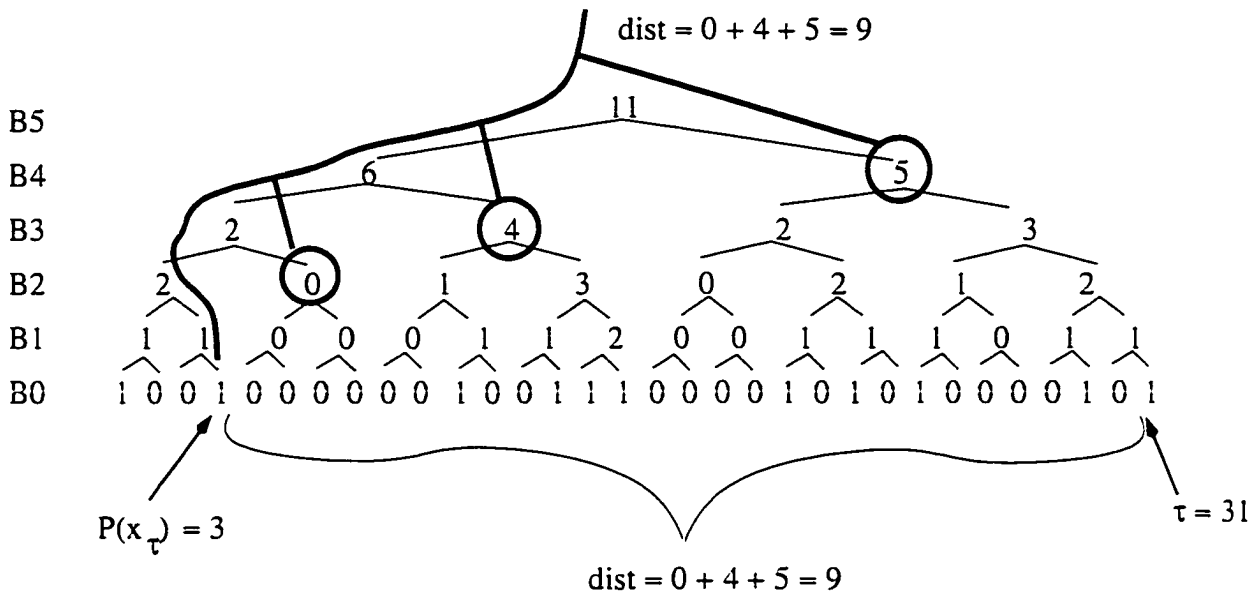 dist = 0 + 4 + 5 = 9
B5 11
B4 6 5
B3 2 4 2 3
B2 2 0 1 3 0 2 1 2
B1 1 1 0 0 0 1 1 2 0 0 1 1 1 0 1 1
B0 1 0 0 1 0 0 0 0 0 0 1 0 0 1 1 1 0 0 0 0 1 0 1 0 1 0 0 0 0 1 0 1
P(x_τ) = 3
τ = 31
dist = 0 + 4 + 5 = 9